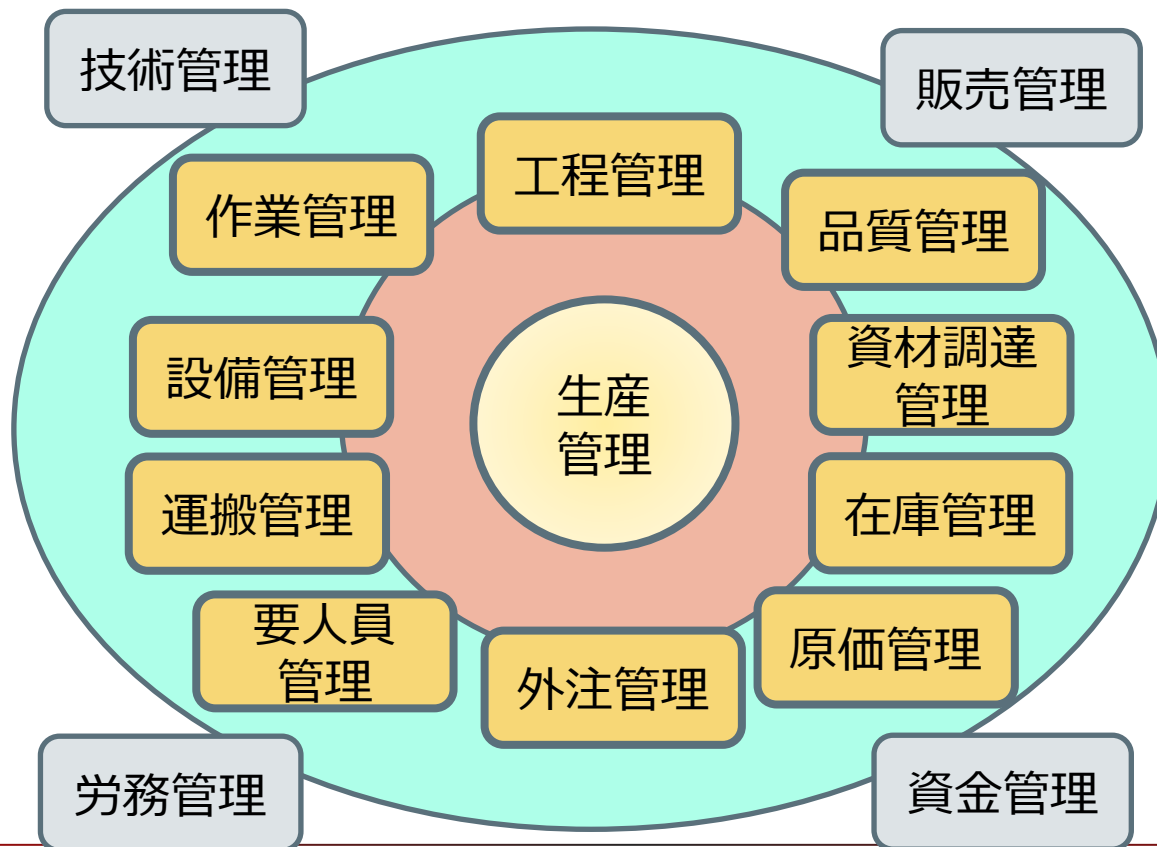 技術管理
販売管理
工程管理
作業管理
品質管理
設備管理
資材調達
管理
生産
管理
運搬管理
在庫管理
要人員
管理
原価管理
外注管理
労務管理
資金管理